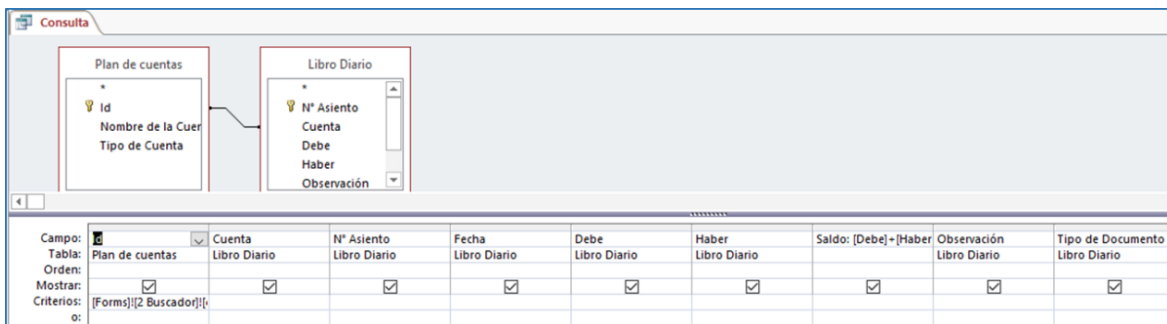 Consulta
Plan de cuentas
*
Id
Nombre de la Cuer
Tipo de Cuenta
Libro Diario
*
N° Asiento
Cuenta
Debe
Haber
Observación
Campo: Id Cuenta N° Asiento Fecha Debe Haber Saldo: [Debe]+[Haber Observación Tipo de Documento
Tabla: Plan de cuentas Libro Diario Libro Diario Libro Diario Libro Diario Libro Diario Libro Diario Libro Diario
Orden:
Mostrar:
Criterios: [Forms]![2 Buscador]![
o: